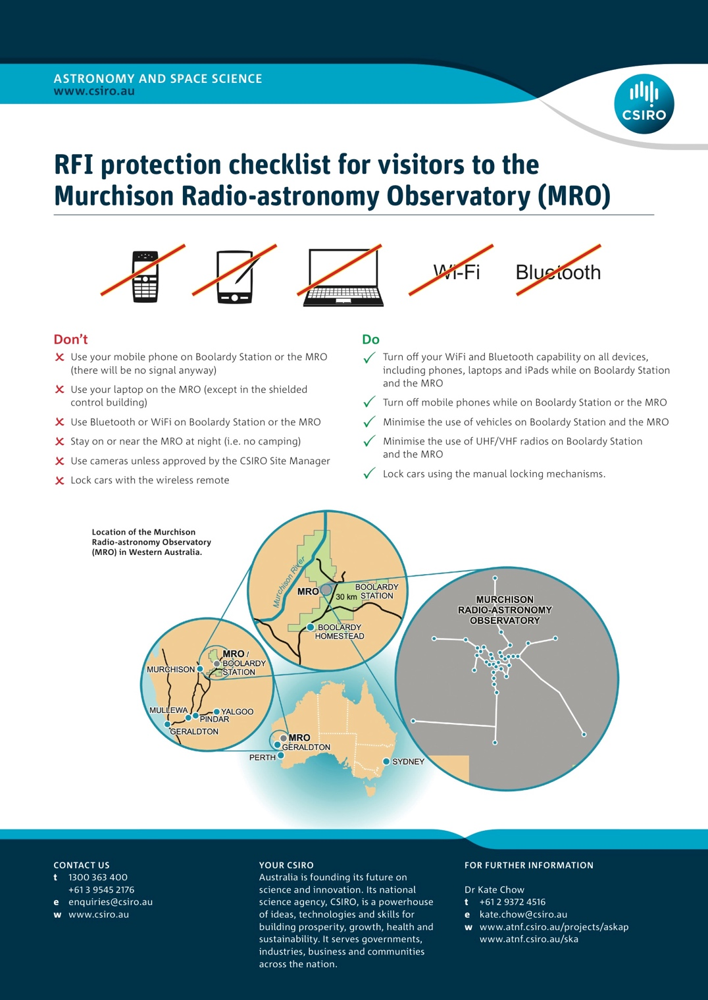 ASTRONOMY AND SPACE SCIENCE
www.csiro.au
CSIRO
RFI protection checklist for visitors to the
Murchison Radio-astronomy Observatory (MRO)
Wi-Fi
Bluetooth
Don't
Use your mobile phone on Boolardy Station or the MRO
(there will be no signal anyway)
Use your laptop on the MRO (except in the shielded
control building)
Use Bluetooth or WiFi on Boolardy Station or the MRO
Stay on or near the MRO at night (i.e. no camping)
Use cameras unless approved by the CSIRO Site Manager
Lock cars with the wireless remote
Do
Turn off your WiFi and Bluetooth capability on all devices,
including phones, laptops and iPads while on Boolardy Station
and the MRO
Turn off mobile phones while on Boolardy Station or the MRO
Minimise the use of vehicles on Boolardy Station and the MRO
Minimise the use of UHF/VHF radios on Boolardy Station
and the MRO
Lock cars using the manual locking mechanisms.
Location of the Murchison
Radio-astronomy Observatory
(MRO) in Western Australia.
Murchison River
MRO
30 km
BOOLARDY
STATION
BOOLARDY
HOMESTEAD
MURCHISON
RADIO-ASTRONOMY
OBSERVATORY
MRO /
BOOLARDY
STATION
MURCHISON
MULLEWA
YALGOO
PINDAR
GERALDTON
MRO
GERALDTON
PERTH
SYDNEY
CONTACT US
t 1300 363 400
+61 3 9545 2176
e enquiries@csiro.au
w www.csiro.au
YOUR CSIRO
Australia is founding its future on
science and innovation. Its national
science agency, CSIRO, is a powerhouse
of ideas, technologies and skills for
building prosperity, growth, health and
sustainability. It serves governments,
industries, business and communities
across the nation.
FOR FURTHER INFORMATION
Dr Kate Chow
t +61 2 9372 4516
e kate.chow@csiro.au
w www.atnf.csiro.au/projects/askap
www.atnf.csiro.au/ska